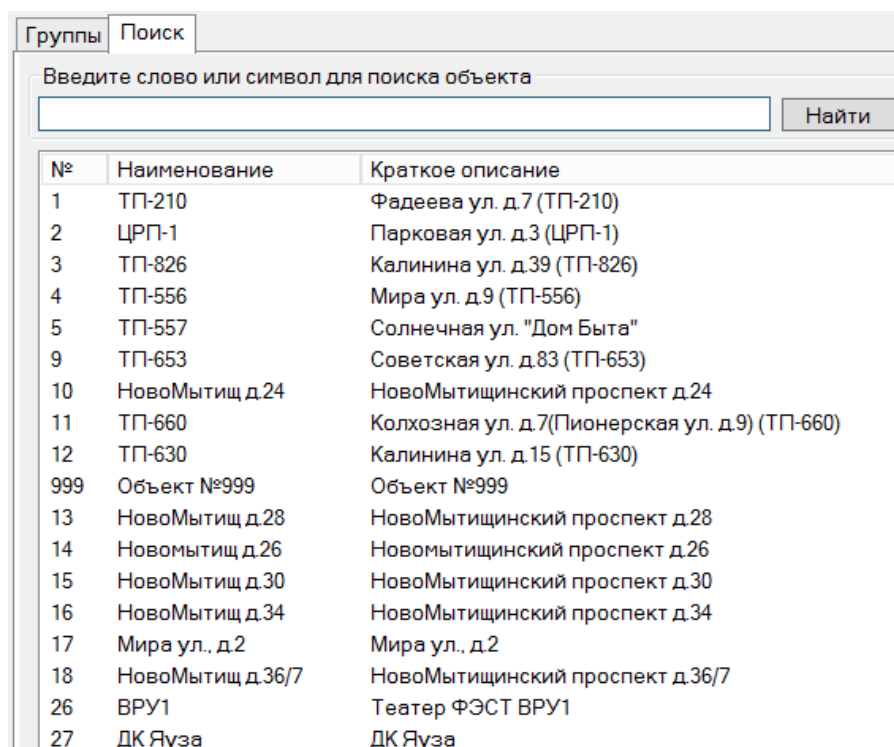 Группы Поиск
Введите слово или символ для поиска объекта
Найти
№ Наименование Краткое описание
1 ТП-210 Фадеева ул. д.7 (ТП-210)
2 ЦРП-1 Парковая ул. д.3 (ЦРП-1)
3 ТП-826 Калинина ул. д.39 (ТП-826)
4 ТП-556 Мира ул. д.9 (ТП-556)
5 ТП-557 Солнечная ул. "Дом Быта"
9 ТП-653 Советская ул. д.83 (ТП-653)
10 НовоМытищ д.24 НовоМытищинский проспект д.24
11 ТП-660 Колхозная ул. д.7(Пионерская ул. д.9) (ТП-660)
12 ТП-630 Калинина ул. д.15 (ТП-630)
999 Объект №999 Объект №999
13 НовоМытищ д.28 НовоМытищинский проспект д.28
14 Новомытищ д.26 Новомытищинский проспект д.26
15 НовоМытищ д.30 НовоМытищинский проспект д.30
16 НовоМытищ д.34 НовоМытищинский проспект д.34
17 Мира ул., д.2 Мира ул., д.2
18 НовоМытищ д.36/7 НовоМытищинский проспект д.36/7
26 ВРУ1 Театер ФЭСТ ВРУ1
27 ДК Яуза ДК Яуза